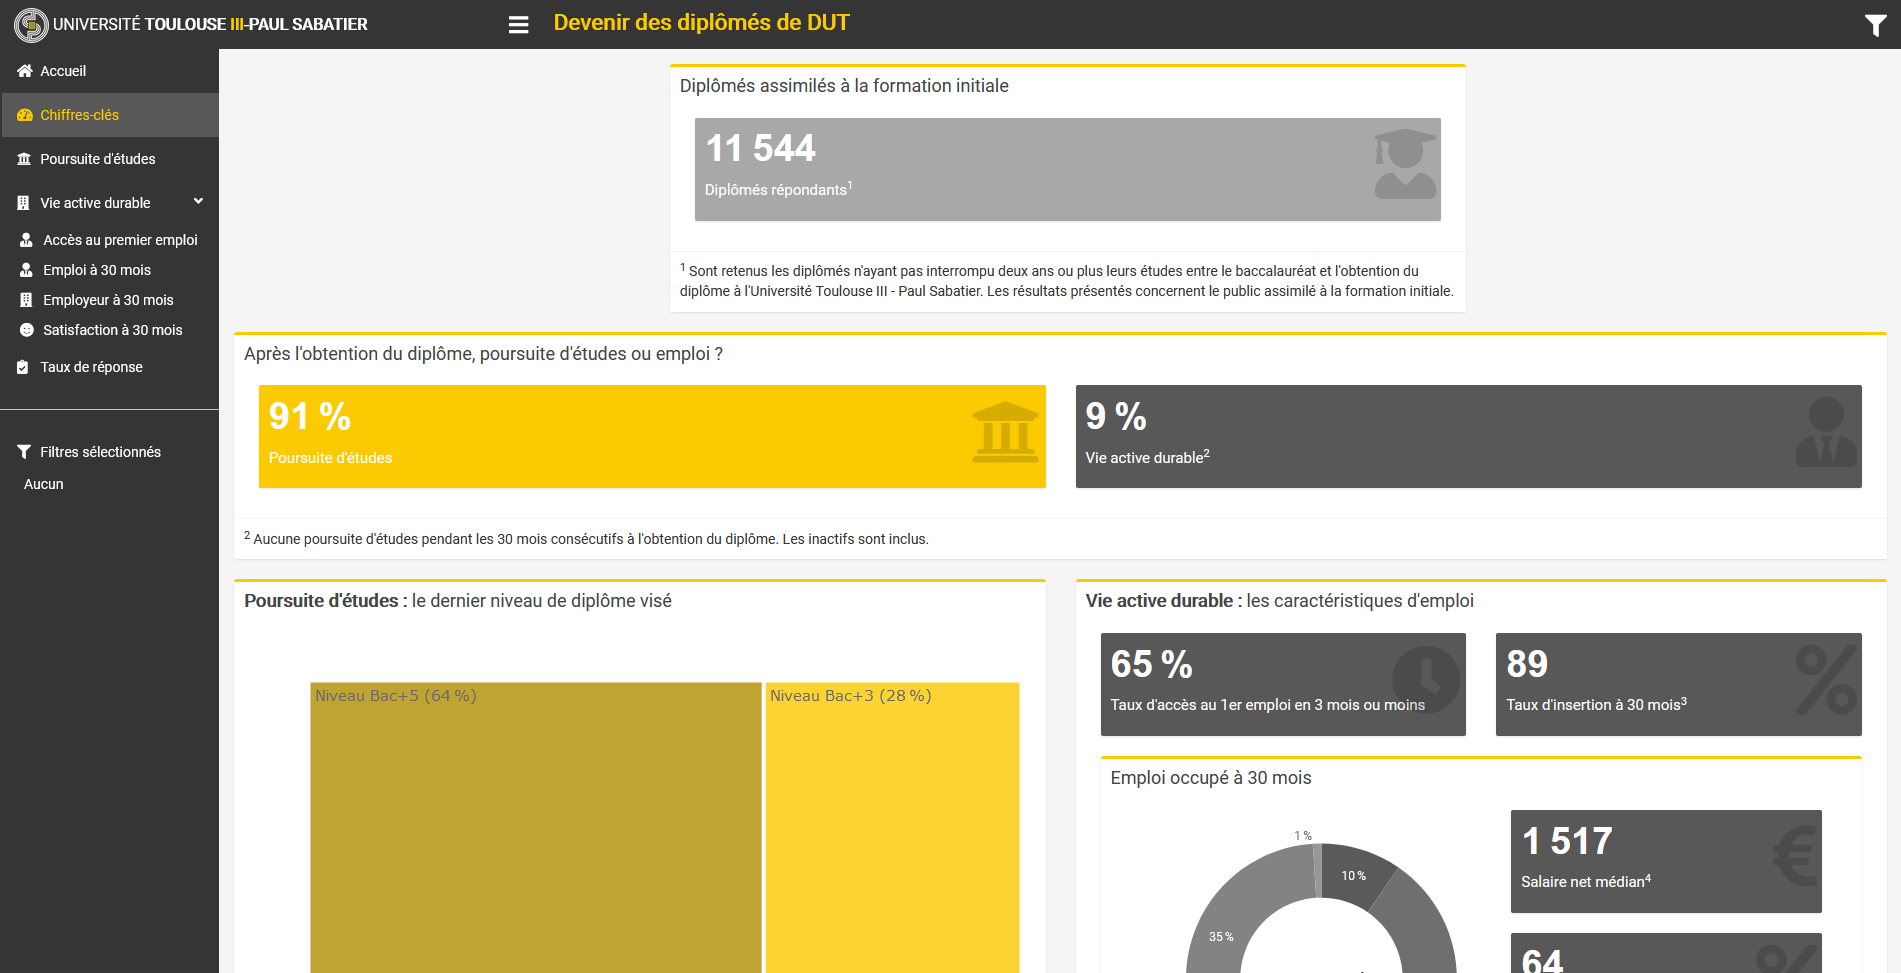 UNIVERSITÉ TOULOUSE III-PAUL SABATIER
Devenir des diplômés de DUT
Accueil
Chiffres-clés
Poursuite d'études
Vie active durable
Accès au premier emploi
Emploi à 30 mois
Employeur à 30 mois
Satisfaction à 30 mois
Taux de réponse
Filtres sélectionnés
Aucun
Diplômés assimilés à la formation initiale
11 544
Diplômés répondants1
1 Sont retenus les diplômés n'ayant pas interrompu deux ans ou plus leurs études entre le baccalauréat et l'obtention du
diplôme à l'Université Toulouse III - Paul Sabatier. Les résultats présentés concernent le public assimilé à la formation initiale.
Après l'obtention du diplôme, poursuite d'études ou emploi ?
91 %
Poursuite d'études
9 %
Vie active durable2
2 Aucune poursuite d'études pendant les 30 mois consécutifs à l'obtention du diplôme. Les inactifs sont inclus.
Poursuite d'études : le dernier niveau de diplôme visé
Niveau Bac+5 (64 %)
Niveau Bac+3 (28 %)
Vie active durable : les caractéristiques d'emploi
65 %
Taux d'accès au 1er emploi en 3 mois ou moins
89
Taux d'insertion à 30 mois3
Emploi occupé à 30 mois
1 %
10 %
35 %
1 517
Salaire net médian4
64